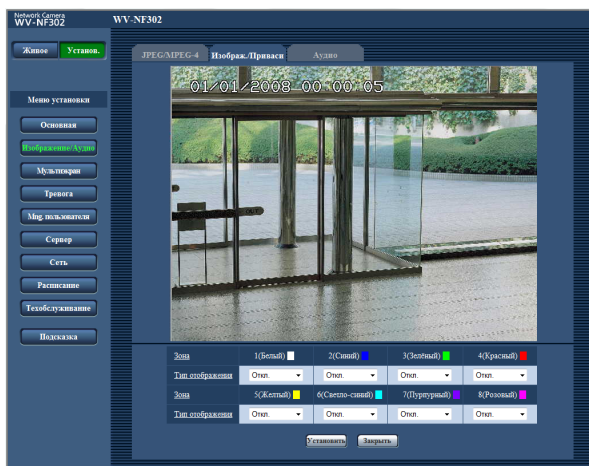 Network Camera
WV-NF302
WV-NF302
Живое Установ.
JPEG/MPEG-4 Изображ./Приваси Аудио
01/01/2008 00:00:05
Меню установки
Основная
Изображение/Аудио
Мультиэкран
Тревога
Mng. пользователя
Сервер
Сеть
Расписание
Техобслуживание
Подсказка
Зона 1(Белый) 2(Синий) 3(Зелёный) 4(Красный)
Тип отображения Откл. Откл. Откл. Откл.
Зона 5(Желтый) 6(Светло-синий) 7(Пурпурный) 8(Розовый)
Тип отображения Откл. Откл. Откл. Откл.
Установить Закрыть